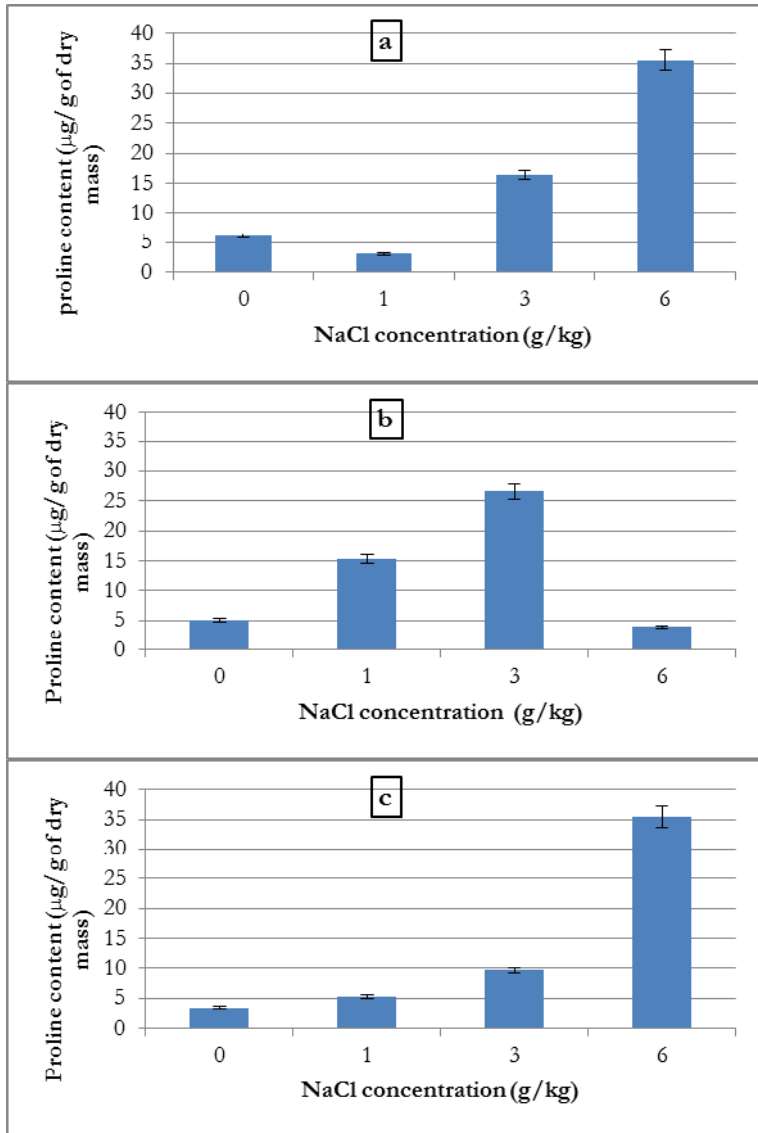 a
proline content (µg/ g of dry
mass)
40
35
30
25
20
15
10
5
0
0 1 3 6
NaCl concentration (g/kg)
b
Proline content (µg/ g of dry
mass)
40
35
30
25
20
15
10
5
0
0 1 3 6
NaCl concentration (g/kg)
c
Proline content (µg/ g of dry
mass)
40
35
30
25
20
15
10
5
0
0 1 3 6
NaCl concentration (g/kg)